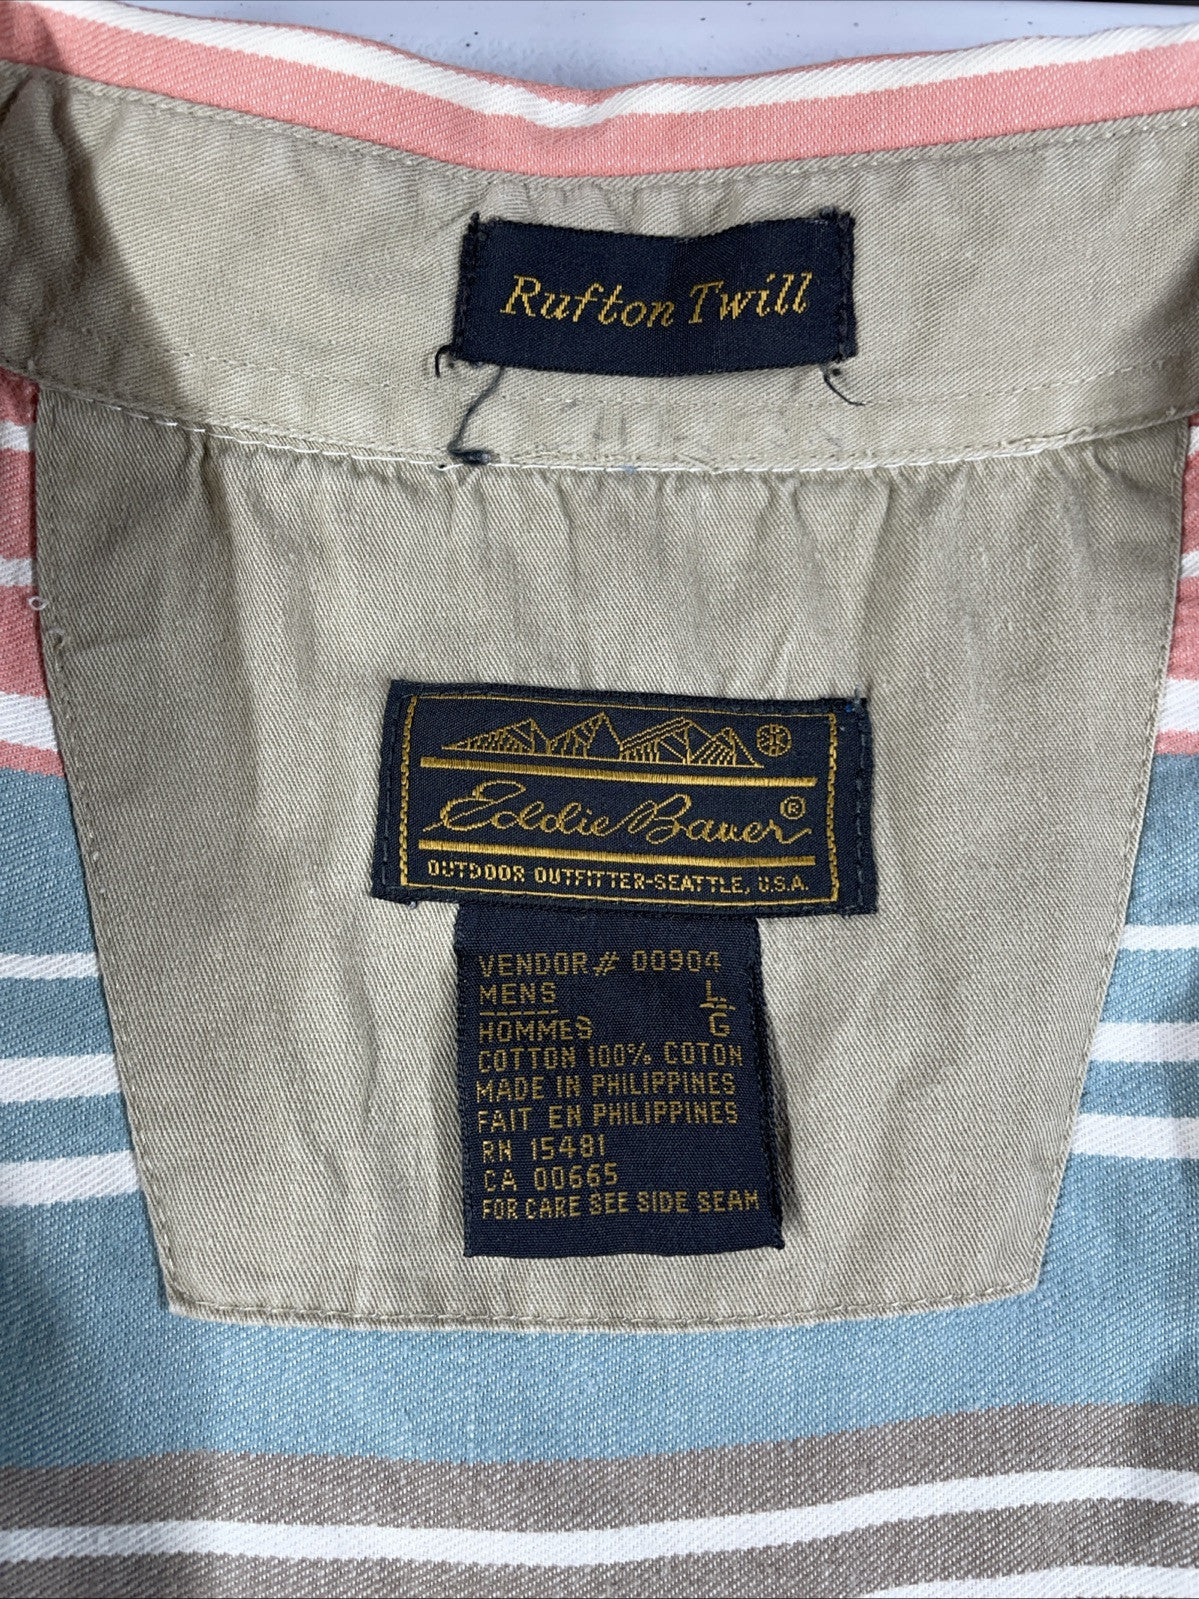 Rufton Twill
Eddie Bauer®
OUTDOOR OUTFITTER-SEATTLE, U.S.A.
VENDOR# 00904
MENS L
HOMMES G
COTTON 100% COTON
MADE IN PHILIPPINES
FAIT EN PHILIPPINES
RN 15481
CA 00665
FOR CARE SEE SIDE SEAM